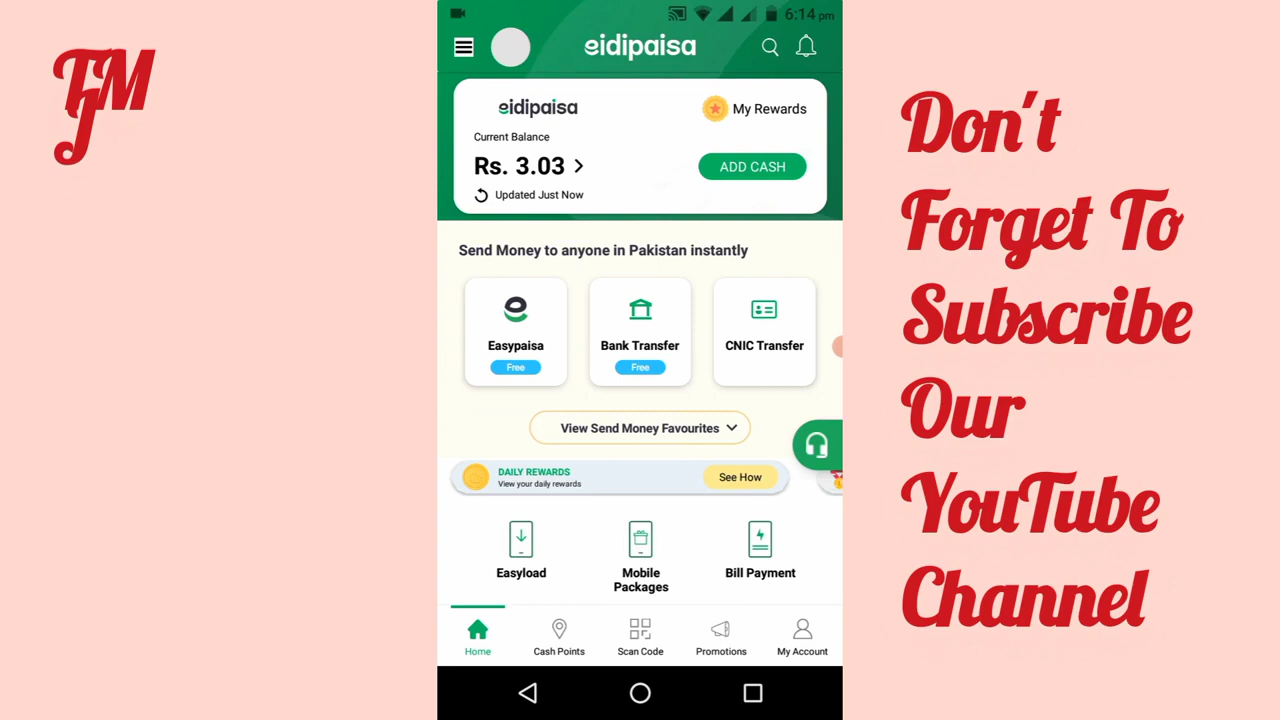 TM
J
6:14 pm
eidipaisa
eidipaisa
My Rewards
Current Balance
Rs. 3.03 >
ADD CASH
Updated Just Now
Send Money to anyone in Pakistan instantly
Easypaisa
Free
Bank Transfer
Free
CNIC Transfer
View Send Money Favourites
DAILY REWARDS
View your daily rewards
See How
Easyload
Mobile
Packages
Bill Payment
Home
Cash Points
Scan Code
Promotions
My Account
Don't
Forget To
Subscribe
Our
YouTube
Channel